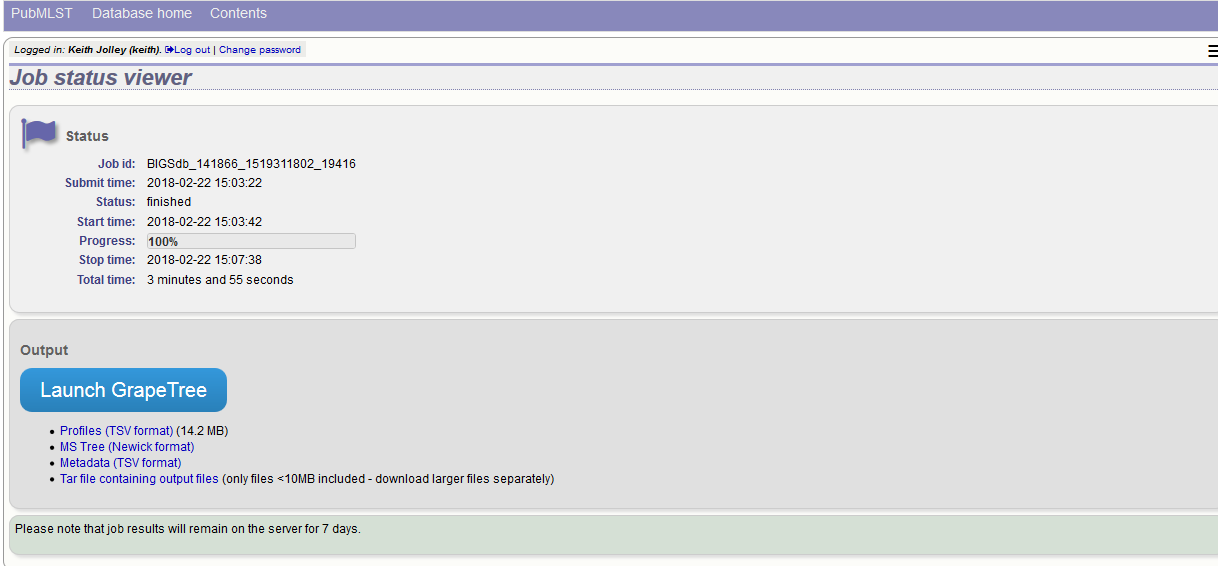 PubMLST Database home Contents
Logged in: Keith Jolley (keith). Log out | Change password
Job status viewer
Status
Job id: BIGSdb_141866_1519311802_19416
Submit time: 2018-02-22 15:03:22
Status: finished
Start time: 2018-02-22 15:03:42
Progress: 100%
Stop time: 2018-02-22 15:07:38
Total time: 3 minutes and 55 seconds
Output
Launch GrapeTree
Profiles (TSV format) (14.2 MB)
MS Tree (Newick format)
Metadata (TSV format)
Tar file containing output files (only files <10MB included - download larger files separately)
Please note that job results will remain on the server for 7 days.